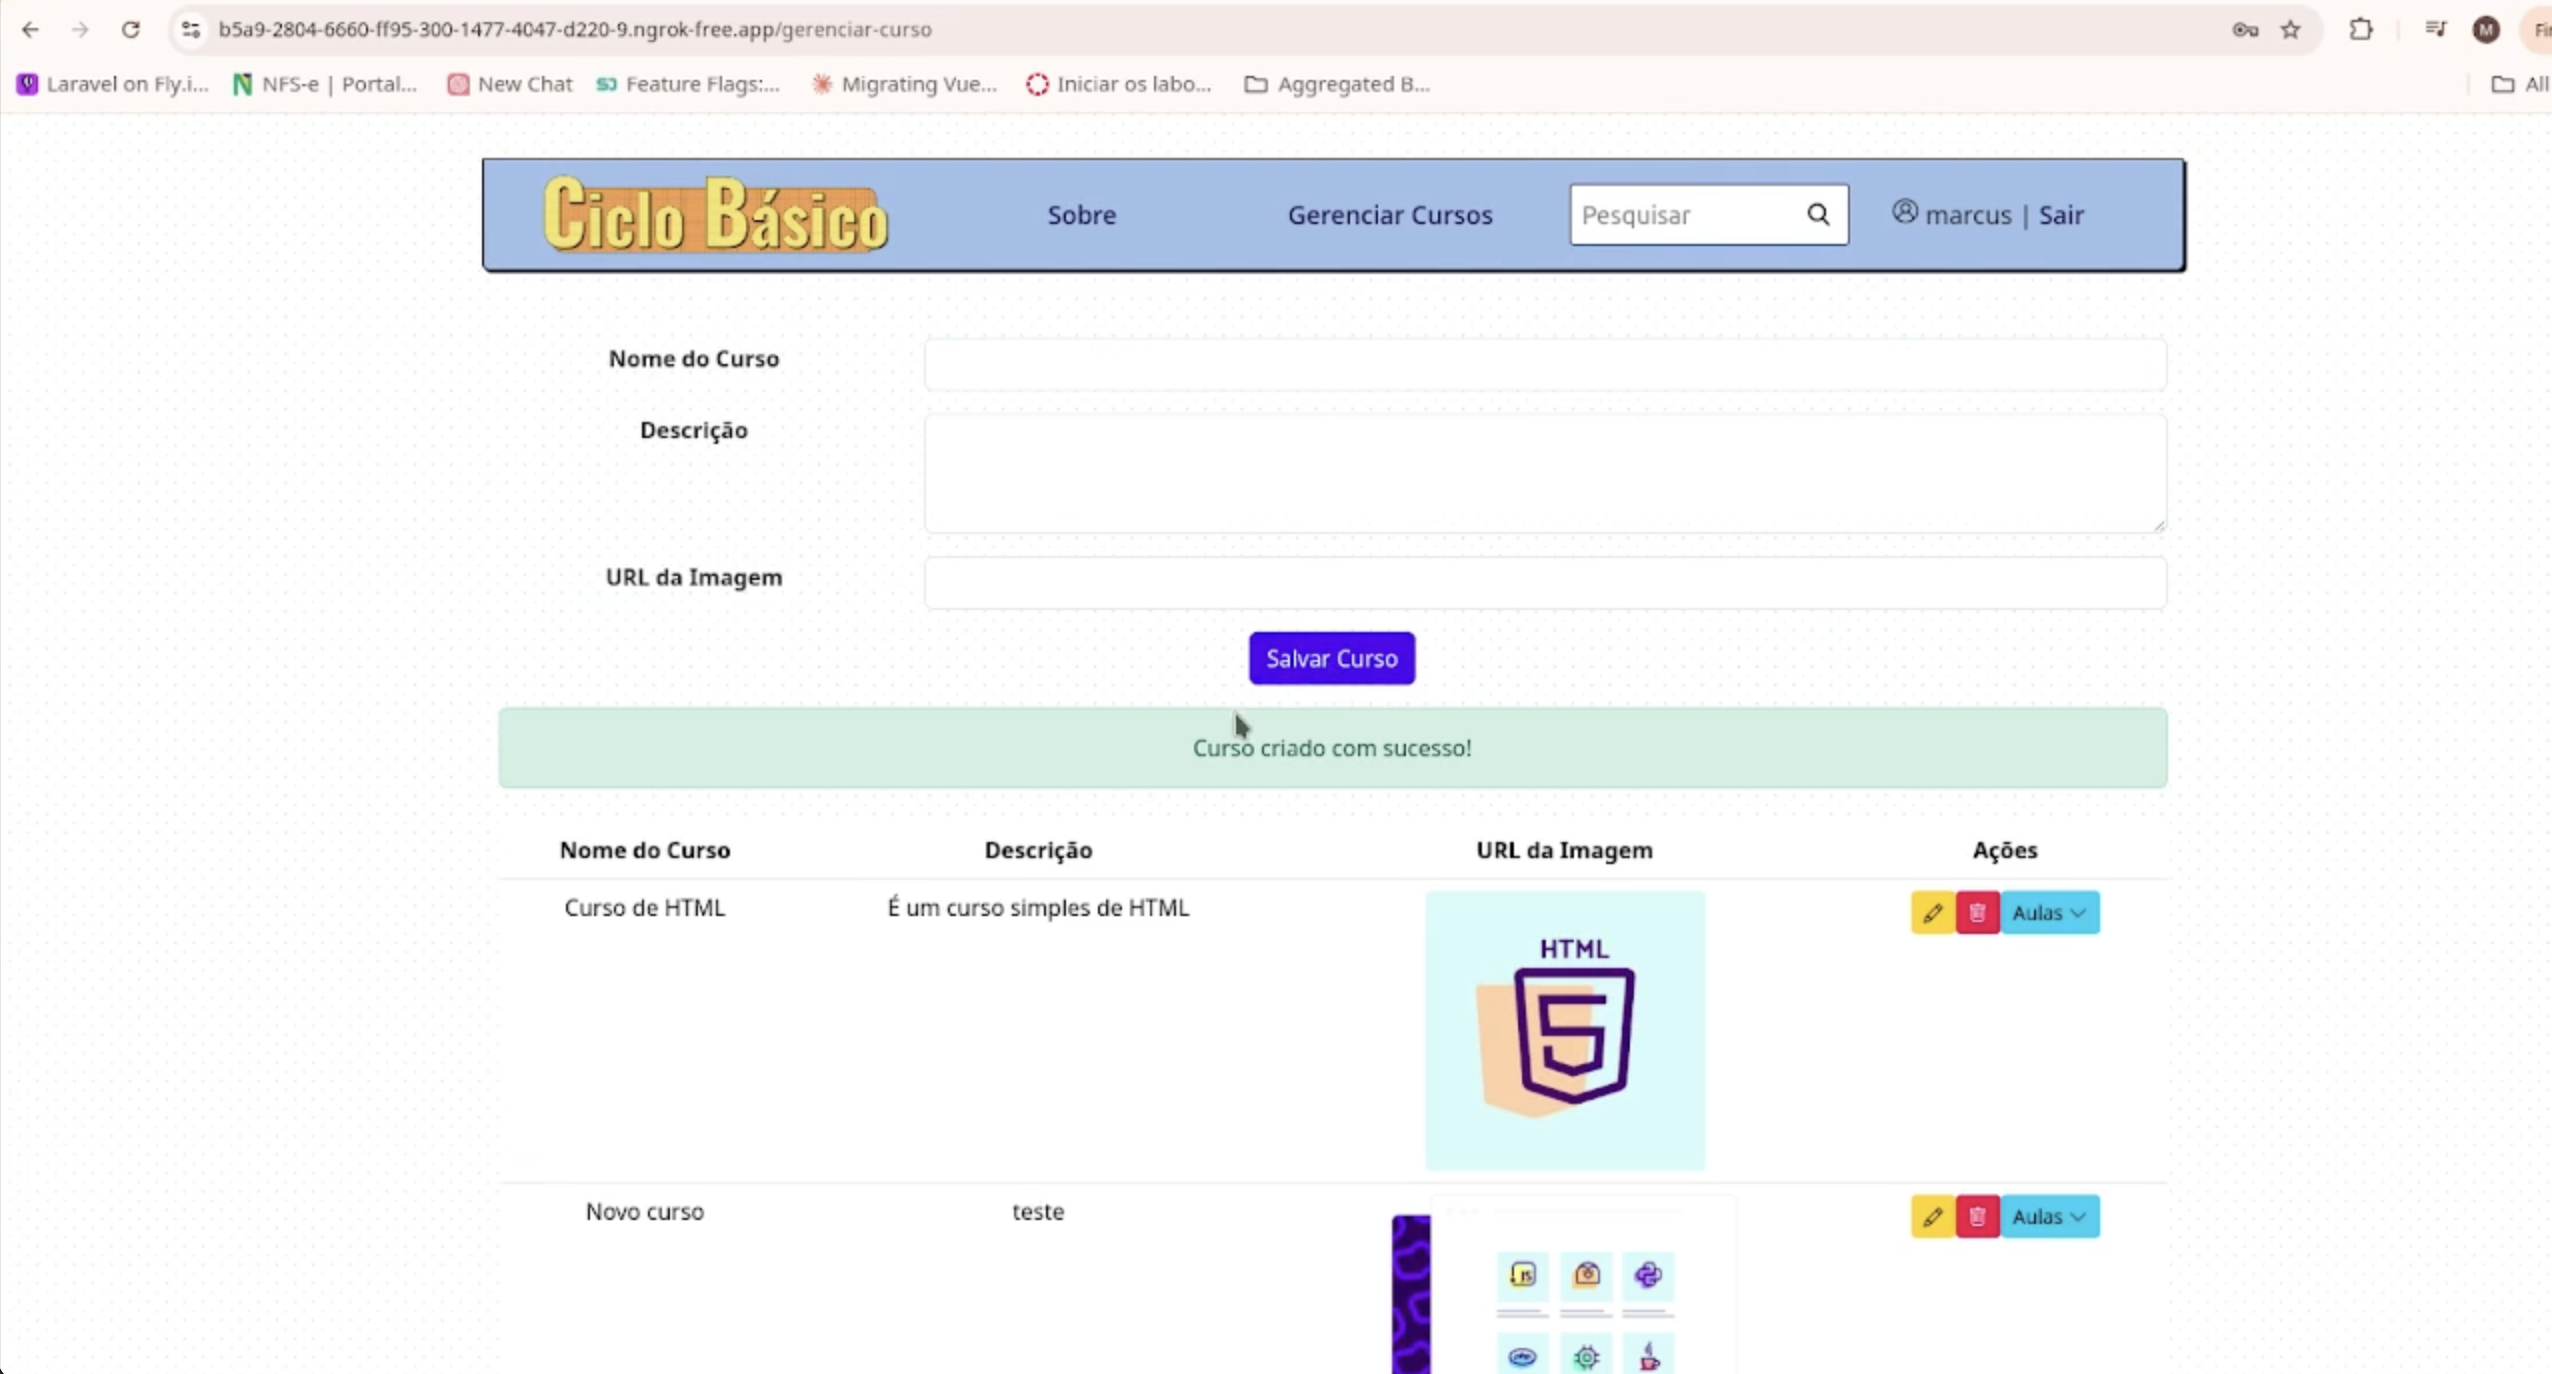 b5a9-2804-6660-ff95-300-1477-4047-d220-9.ngrok-free.app/gerenciar-curso
M
Laravel on Fly.i... NFS-e | Portal... New Chat Feature Flags:... Migrating Vue... Iniciar os labo... Aggregated B... All
Ciclo Básico Sobre Gerenciar Cursos Pesquisar marcus | Sair
Nome do Curso
Descrição
URL da Imagem
Salvar Curso
Curso criado com sucesso!
Nome do Curso Descrição URL da Imagem Ações
Curso de HTML É um curso simples de HTML Aulas
HTML
5
Novo curso teste Aulas
JS
php